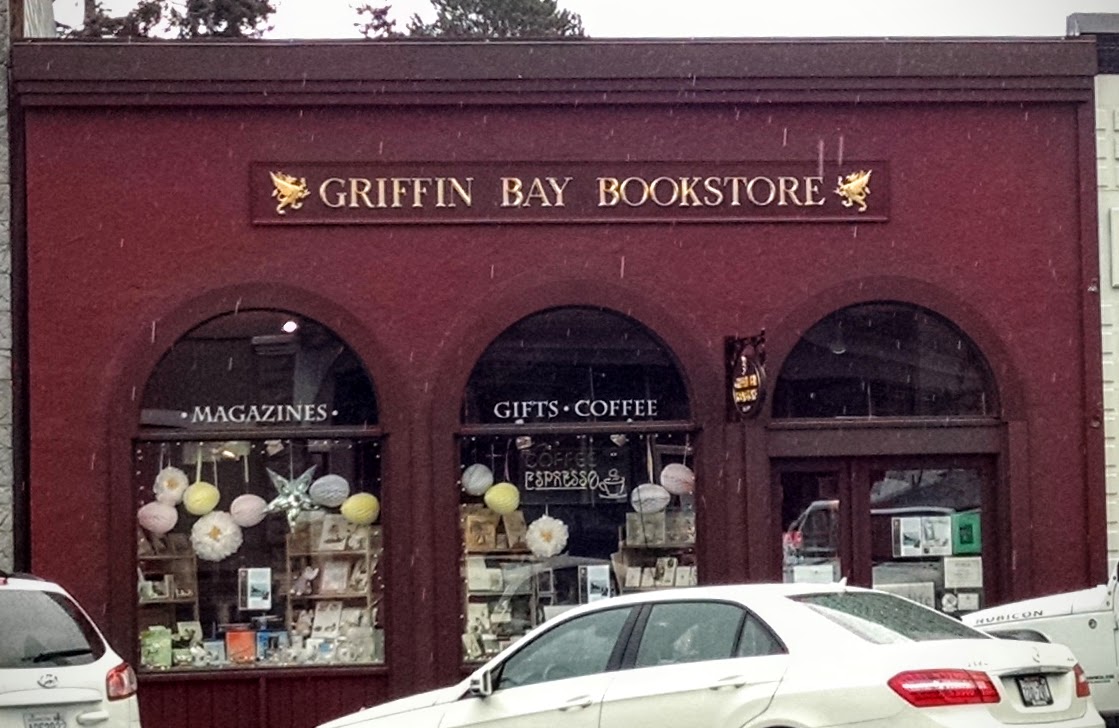 GRIFFIN BAY BOOKSTORE
• MAGAZINES •
GIFTS • COFFEE
COFFEE
ESPRESSO
RUBICON